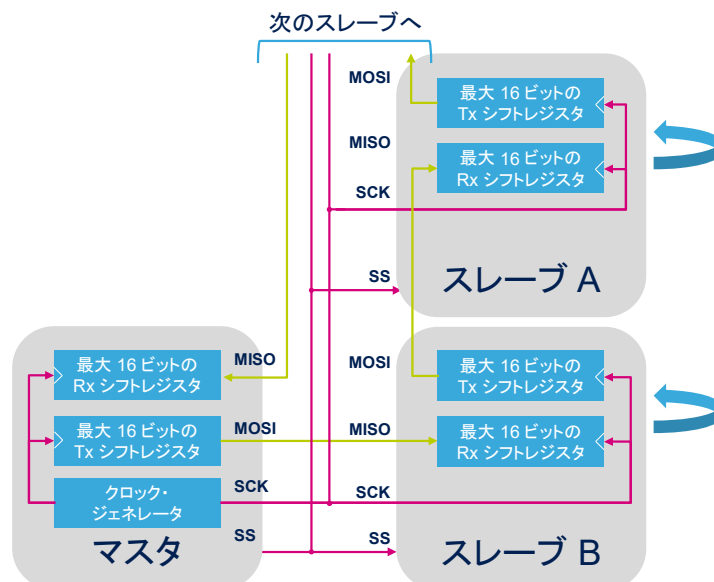 次のスレーブへ
MOSI
最大 16 ビットの
Tx シフトレジスタ
MISO
最大 16 ビットの
Rx シフトレジスタ
SCK
SS
スレーブ A
最大 16 ビットの
Rx シフトレジスタ
MISO
MOSI
最大 16 ビットの
Tx シフトレジスタ
最大 16 ビットの
Tx シフトレジスタ
MOSI
MISO
最大 16 ビットの
Rx シフトレジスタ
クロック・
ジェネレータ
SCK
SCK
マスタ
SS
SS
スレーブ B